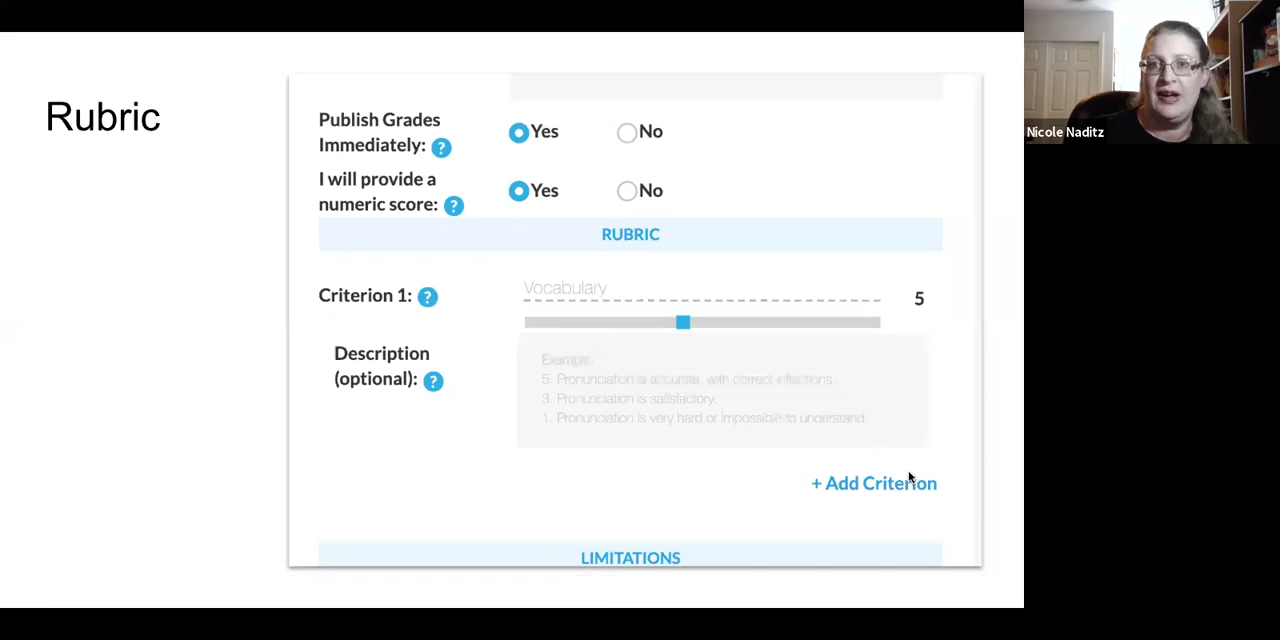 Rubric
Publish Grades
Immediately: ?
Yes
No
I will provide a
numeric score: ?
Yes
No
RUBRIC
Criterion 1: ?
Vocabulary
5
Description
(optional): ?
Example:
5. Pronunciation is accurate, with correct inflections.
3. Pronunciation is satisfactory.
1. Pronunciation is very hard or impossible to understand.
+ Add Criterion
LIMITATIONS
Nicole Naditz